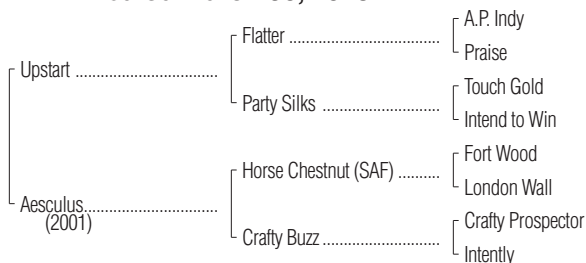 A.P. Indy
Flatter
Praise
Upstart
Touch Gold
Party Silks
Intend to Win
Fort Wood
Horse Chestnut (SAF)
London Wall
Aesculus
(2001)
Crafty Prospector
Crafty Buzz
Intently